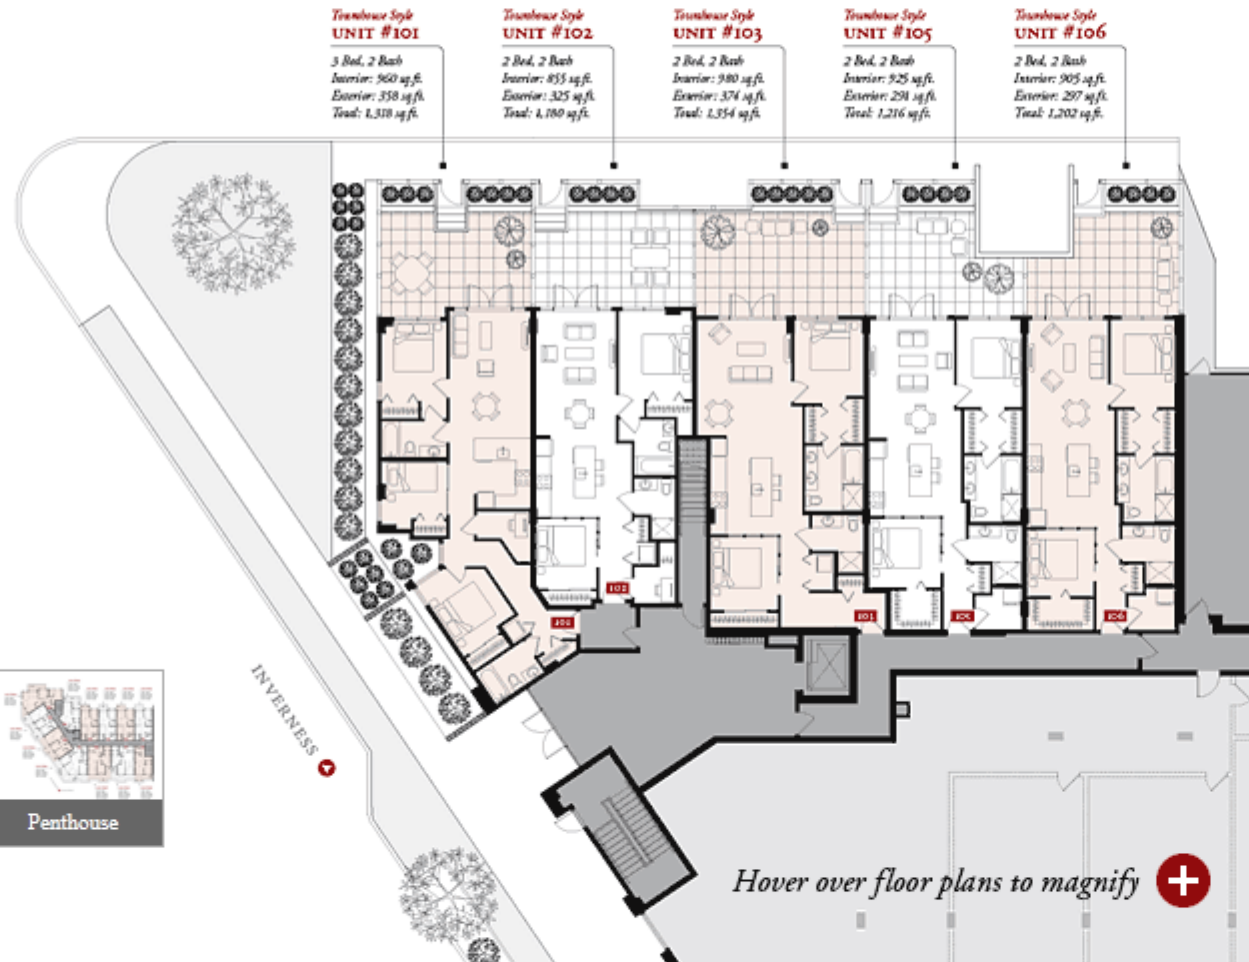 Townhouse Style
UNIT #101
3 Bed, 2 Bath
Interior: 960 sq.ft.
Exterior: 358 sq.ft.
Total: 1,318 sq.ft.
Townhouse Style
UNIT #102
2 Bed, 2 Bath
Interior: 855 sq.ft.
Exterior: 325 sq.ft.
Total: 1,180 sq.ft.
Townhouse Style
UNIT #103
2 Bed, 2 Bath
Interior: 980 sq.ft.
Exterior: 374 sq.ft.
Total: 1,354 sq.ft.
Townhouse Style
UNIT #105
2 Bed, 2 Bath
Interior: 925 sq.ft.
Exterior: 291 sq.ft.
Total: 1,216 sq.ft.
Townhouse Style
UNIT #106
2 Bed, 2 Bath
Interior: 905 sq.ft.
Exterior: 297 sq.ft.
Total: 1,202 sq.ft.
102
101
103
105
106
INVERNESS
Penthouse
Hover over floor plans to magnify